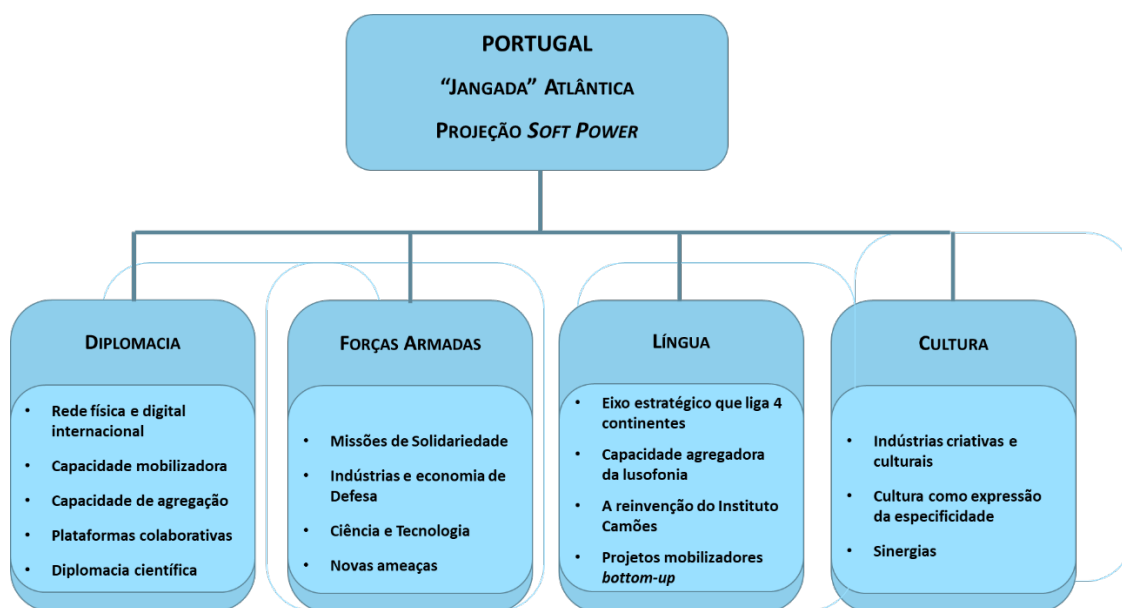 PORTUGAL
“JANGADA” ATLÂNTICA
PROJEÇÃO SOFT POWER
DIPLOMACIA
• Rede física e digital
internacional
• Capacidade mobilizadora
• Capacidade de agregação
• Plataformas colaborativas
• Diplomacia científica
FORÇAS ARMADAS
• Missões de Solidariedade
• Indústrias e economia de
Defesa
• Ciência e Tecnologia
• Novas ameaças
LÍNGUA
• Eixo estratégico que liga 4
continentes
• Capacidade agregadora
da lusofonia
• A reinvenção do Instituto
Camões
• Projetos mobilizadores
bottom-up
CULTURA
• Indústrias criativas e
culturais
• Cultura como expressão
da especificidade
• Sinergias